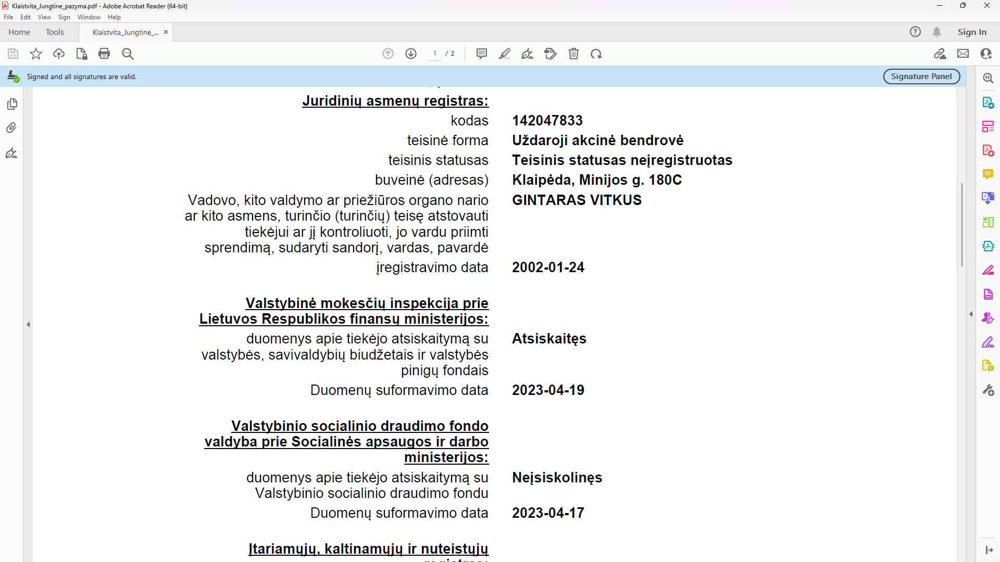 Klaistvita_Jungtine_pazyma.pdf - Adobe Acrobat Reader (64-bit)
File Edit View Sign Window Help
Home Tools Klaistvita_Jungtine_... Sign In
1 / 2
Signed and all signatures are valid.
Signature Panel
Juridinių asmenų registras:
kodas 142047833
teisinė forma Uždaroji akcinė bendrovė
teisinis statusas Teisinis statusas neįregistruotas
buveinė (adresas) Klaipėda, Minijos g. 180C
Vadovo, kito valdymo ar priežiūros organo nario GINTARAS VITKUS
ar kito asmens, turinčio (turinčių) teisę atstovauti
tiekėjui ar jį kontroliuoti, jo vardu priimti
sprendimą, sudaryti sandorį, vardas, pavardė
įregistravimo data 2002-01-24
Valstybinė mokesčių inspekcija prie
Lietuvos Respublikos finansų ministerijos:
duomenys apie tiekėjo atsiskaitymą su Atsiskaitęs
valstybės, savivaldybių biudžetais ir valstybės
pinigų fondais
Duomenų suformavimo data 2023-04-19
Valstybinio socialinio draudimo fondo
valdyba prie Socialinės apsaugos ir darbo
ministerijos:
duomenys apie tiekėjo atsiskaitymą su Neįsiskolinęs
Valstybinio socialinio draudimo fondu
Duomenų suformavimo data 2023-04-17
Įtariamųjų, kaltinamųjų ir nuteistųjų